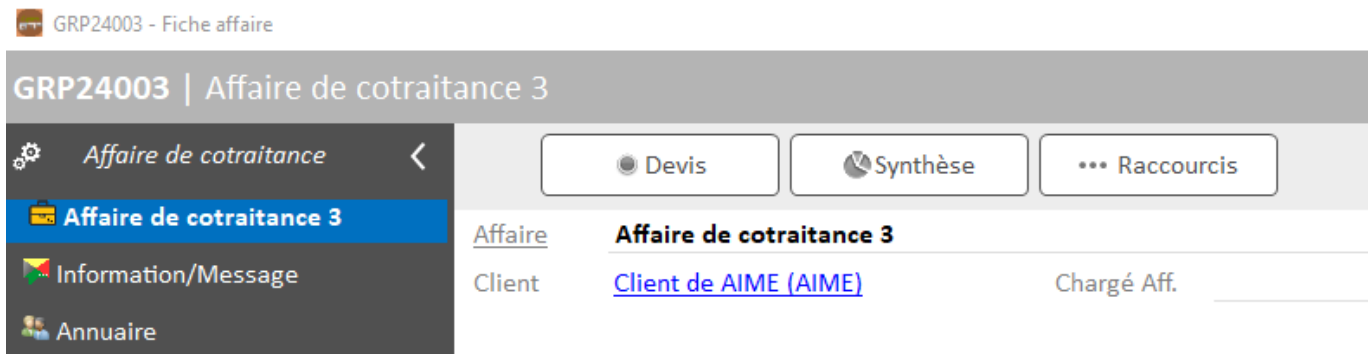 GRP24003 - Fiche affaire
GRP24003 | Affaire de cotraitance 3
Affaire de cotraitance
Devis
Synthèse
••• Raccourcis
Affaire de cotraitance 3
Affaire
Affaire de cotraitance 3
Information/Message
Client
Client de AIME (AIME)
Chargé Aff.
Annuaire